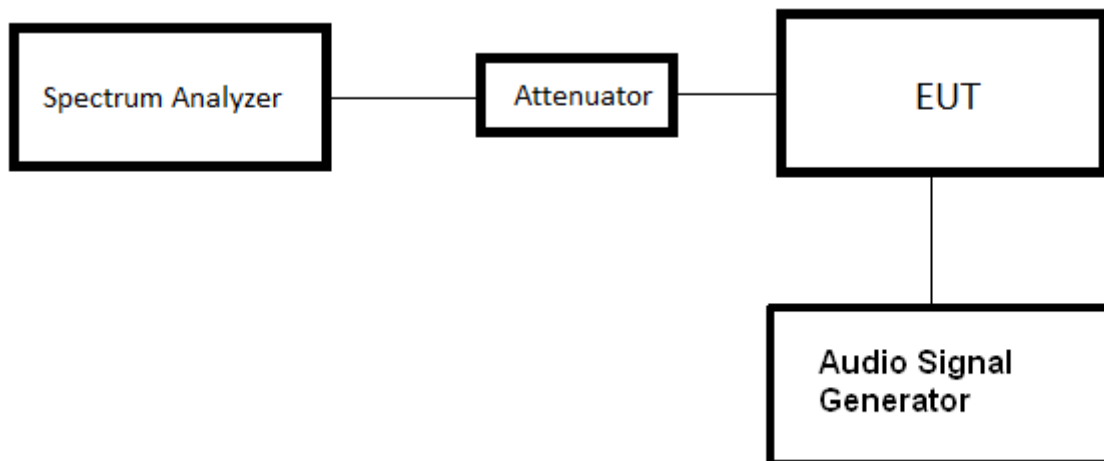 Spectrum Analyzer
Attenuator
EUT
Audio Signal
Generator